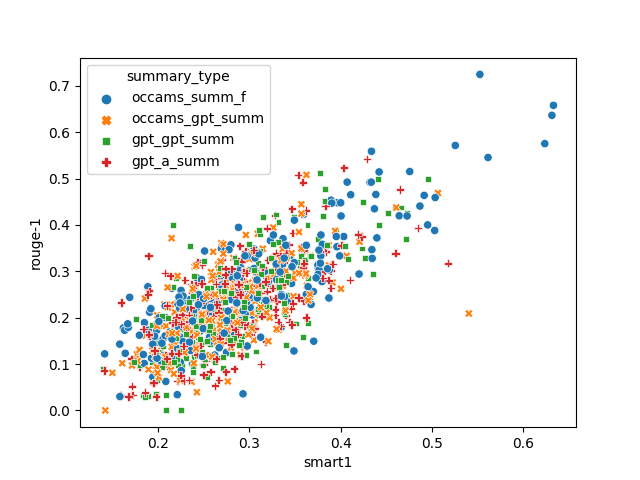 summary_type
occams_summ_f
occams_gpt_summ
gpt_gpt_summ
gpt_a_summ
rouge-1
0.7
0.6
0.5
0.4
0.3
0.2
0.1
0.0
0.2 0.3 0.4 0.5 0.6
smart1